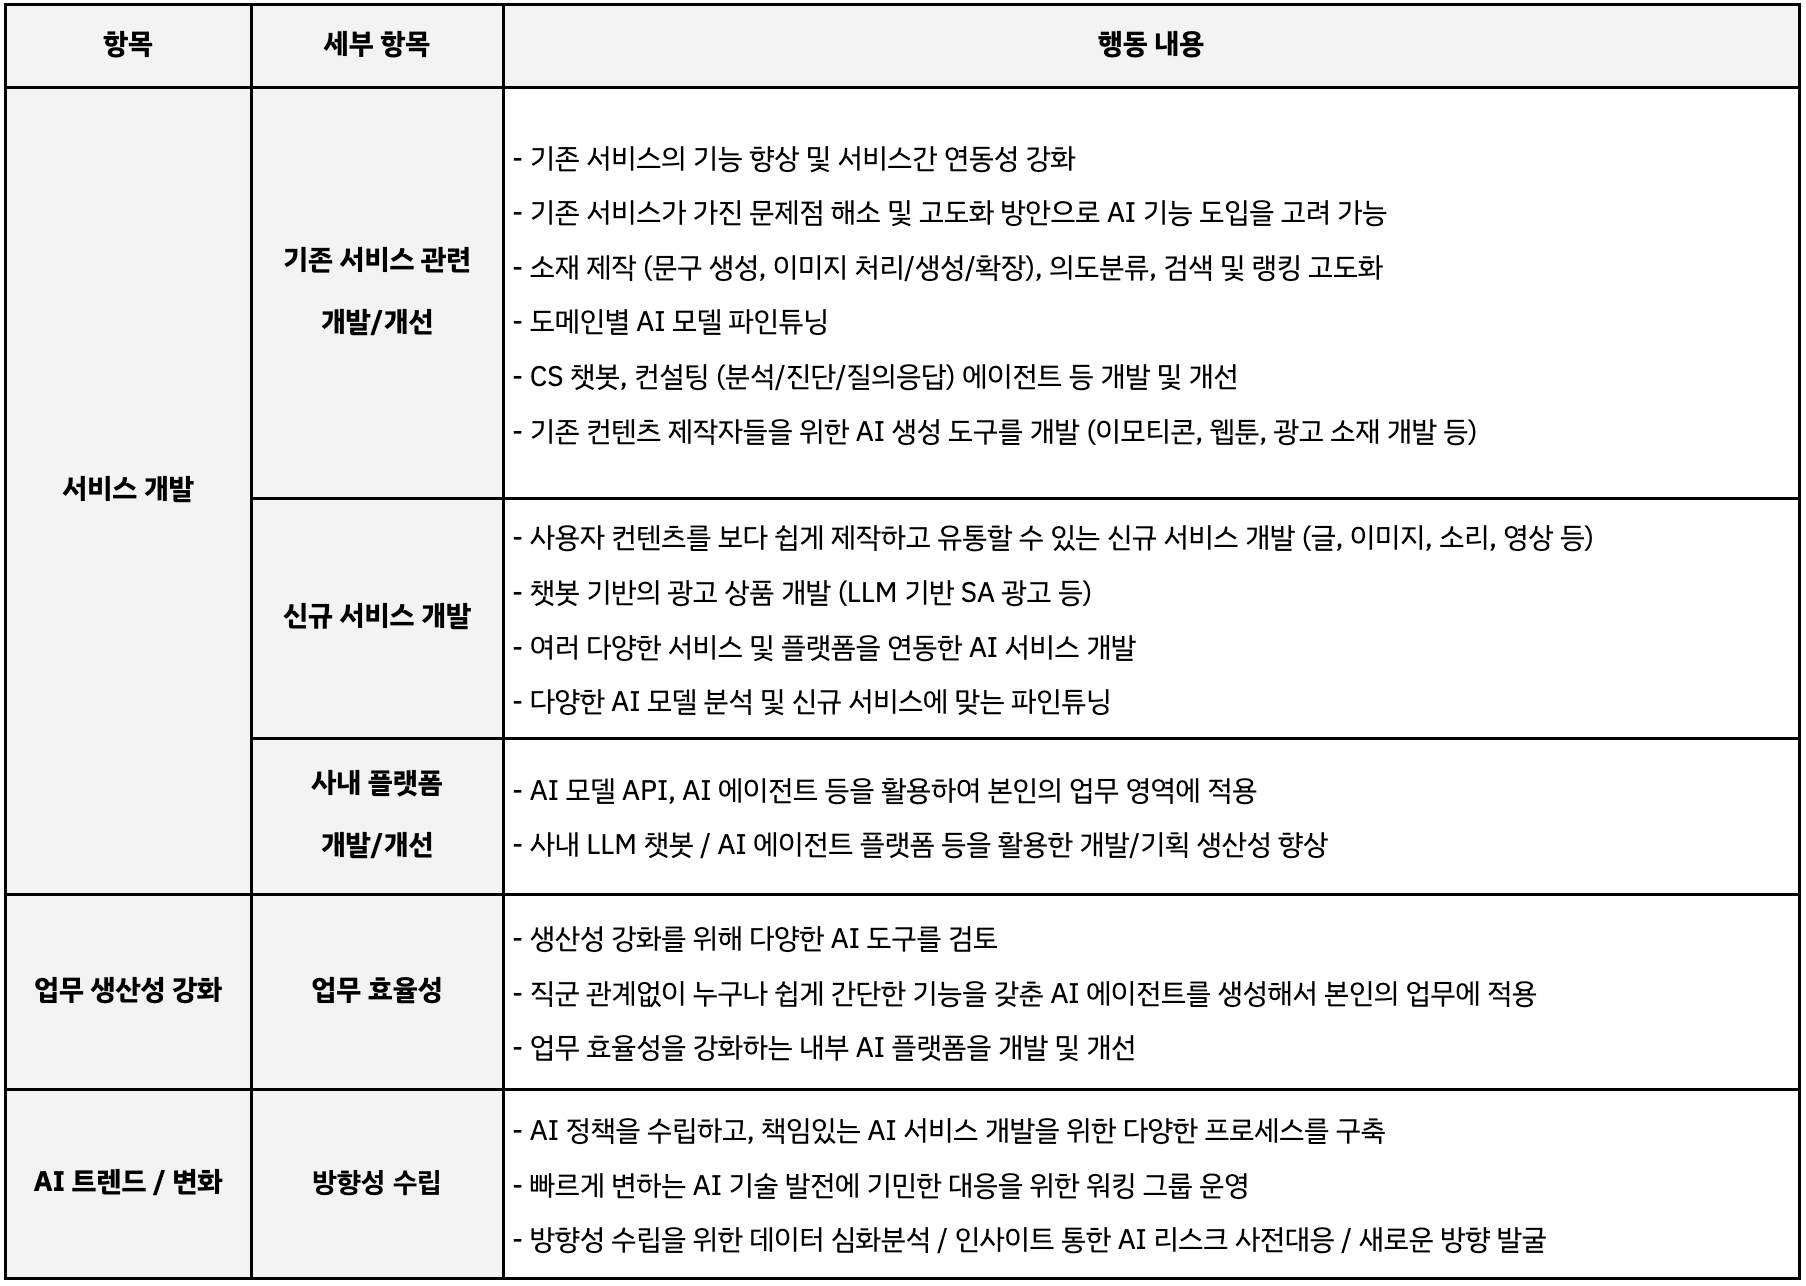 항목
세부 항목
행동 내용
서비스 개발
기존 서비스 관련
개발/개선
- 기존 서비스의 기능 향상 및 서비스간 연동성 강화
- 기존 서비스가 가진 문제점 해소 및 고도화 방안으로 AI 기능 도입을 고려 가능
- 소재 제작 (문구 생성, 이미지 처리/생성/확장), 의도분류, 검색 및 랭킹 고도화
- 도메인별 AI 모델 파인튜닝
- CS 챗봇, 컨설팅 (분석/진단/질의응답) 에이전트 등 개발 및 개선
- 기존 컨텐츠 제작자들을 위한 AI 생성 도구를 개발 (이모티콘, 웹툰, 광고 소재 개발 등)
신규 서비스 개발
- 사용자 컨텐츠를 보다 쉽게 제작하고 유통할 수 있는 신규 서비스 개발 (글, 이미지, 소리, 영상 등)
- 챗봇 기반의 광고 상품 개발 (LLM 기반 SA 광고 등)
- 여러 다양한 서비스 및 플랫폼을 연동한 AI 서비스 개발
- 다양한 AI 모델 분석 및 신규 서비스에 맞는 파인튜닝
사내 플랫폼
개발/개선
- AI 모델 API, AI 에이전트 등을 활용하여 본인의 업무 영역에 적용
- 사내 LLM 챗봇 / AI 에이전트 플랫폼 등을 활용한 개발/기획 생산성 향상
업무 생산성 강화
업무 효율성
- 생산성 강화를 위해 다양한 AI 도구를 검토
- 직군 관계없이 누구나 쉽게 간단한 기능을 갖춘 AI 에이전트를 생성해서 본인의 업무에 적용
- 업무 효율성을 강화하는 내부 AI 플랫폼을 개발 및 개선
AI 트렌드 / 변화
방향성 수립
- AI 정책을 수립하고, 책임있는 AI 서비스 개발을 위한 다양한 프로세스를 구축
- 빠르게 변하는 AI 기술 발전에 기민한 대응을 위한 워킹 그룹 운영
- 방향성 수립을 위한 데이터 심화분석 / 인사이트 통한 AI 리스크 사전대응 / 새로운 방향 발굴